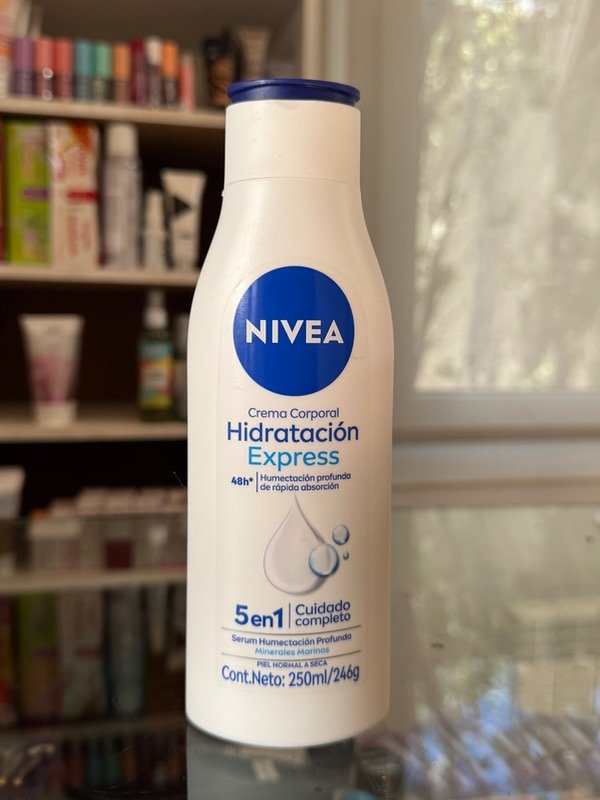 NIVEA
Crema Corporal
Hidratación
Express
48h* Humectación profunda
de rápida absorción
5en1 Cuidado
completo
Serum Humectación Profunda
Minerales Marinos
PIEL NORMAL A SECA
Cont.Neto: 250ml/246g